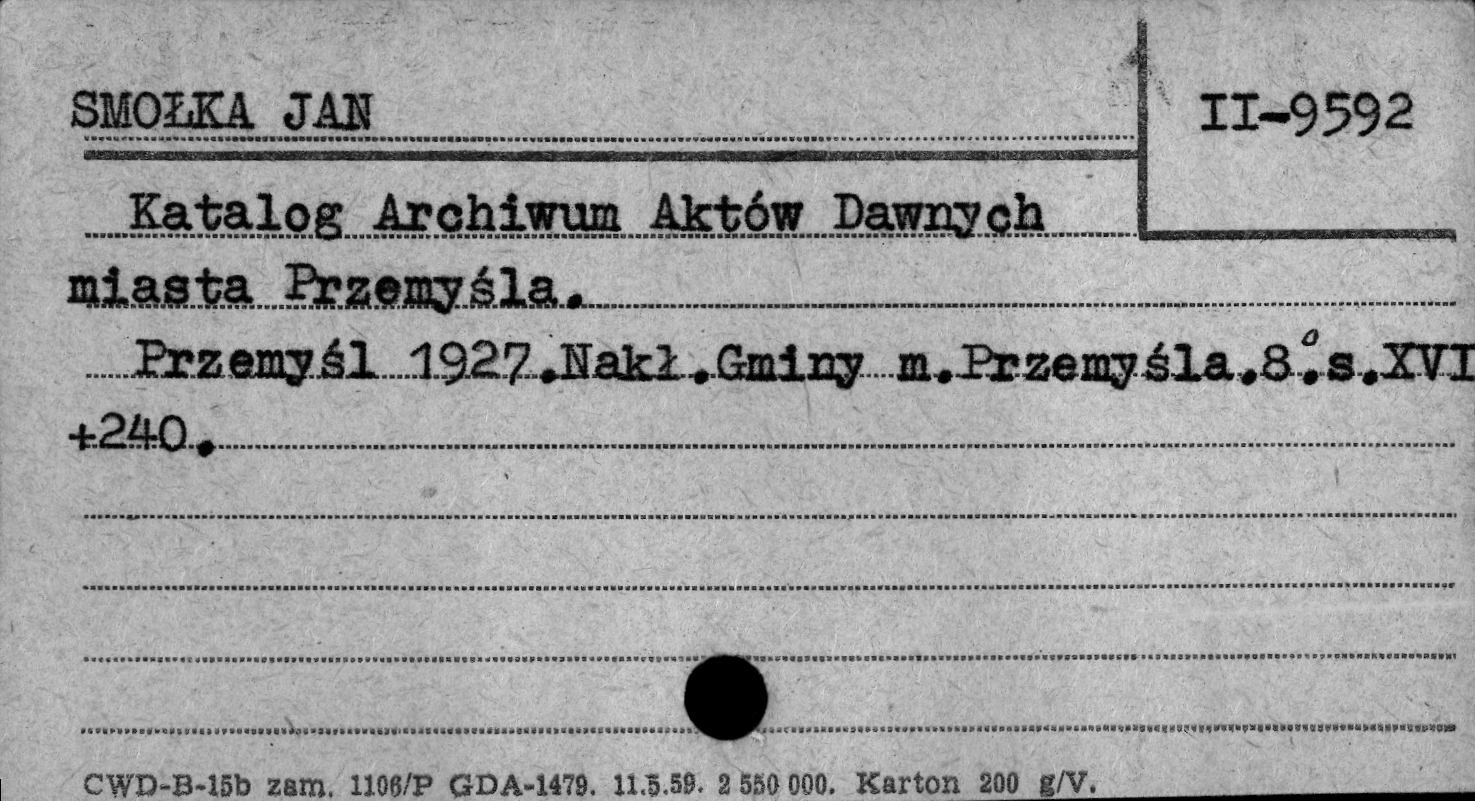 SMOŁKA JAN
II-9592
Katalog Archiwum Aktów Dawnych
miasta Przemyśla.
Przemyśl 1927.Nakł.Gminy m.Przemyśla.8°.s.XVI
+240.
CWD-B-15b zam. 1106/P GDA-1479. 11.5.59. 2 550 000. Karton 200 g/V.